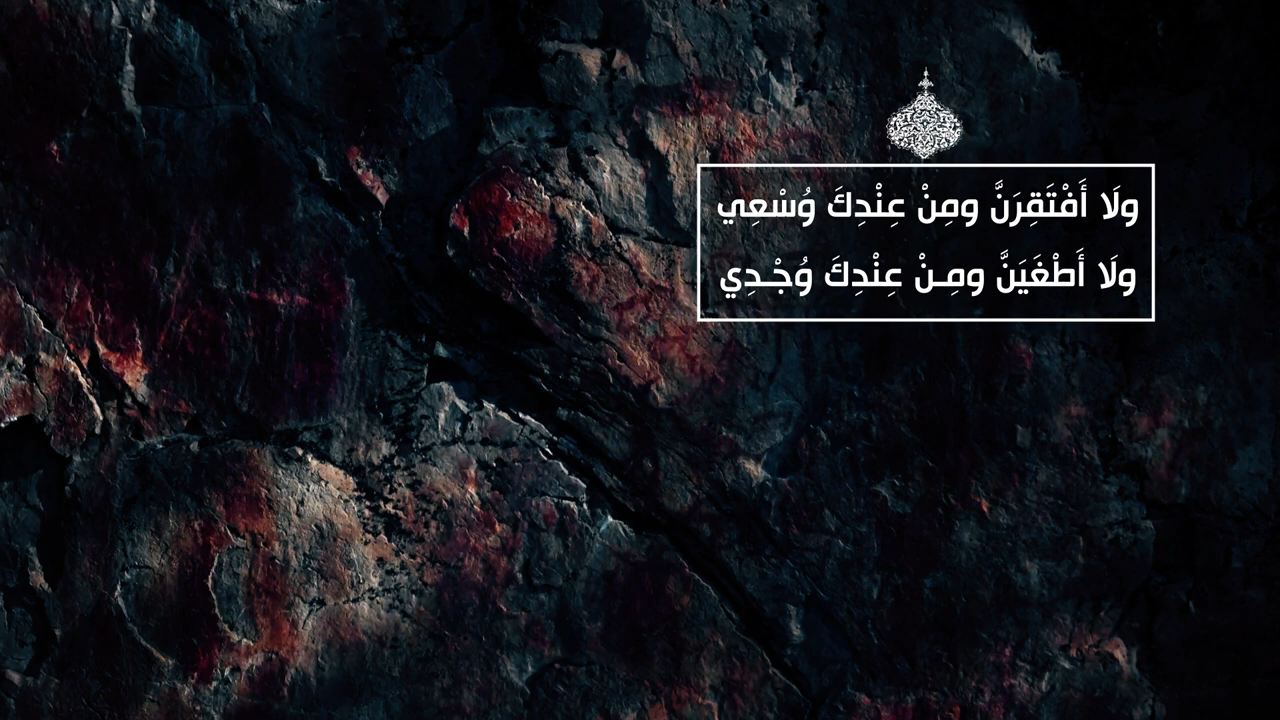 ولَا أَفْتَقِرَنَّ ومِنْ عِنْدِكَ وُسْعِي
ولَا أَطْغَيَنَّ ومِـنْ عِنْدِكَ وُجْـدِي